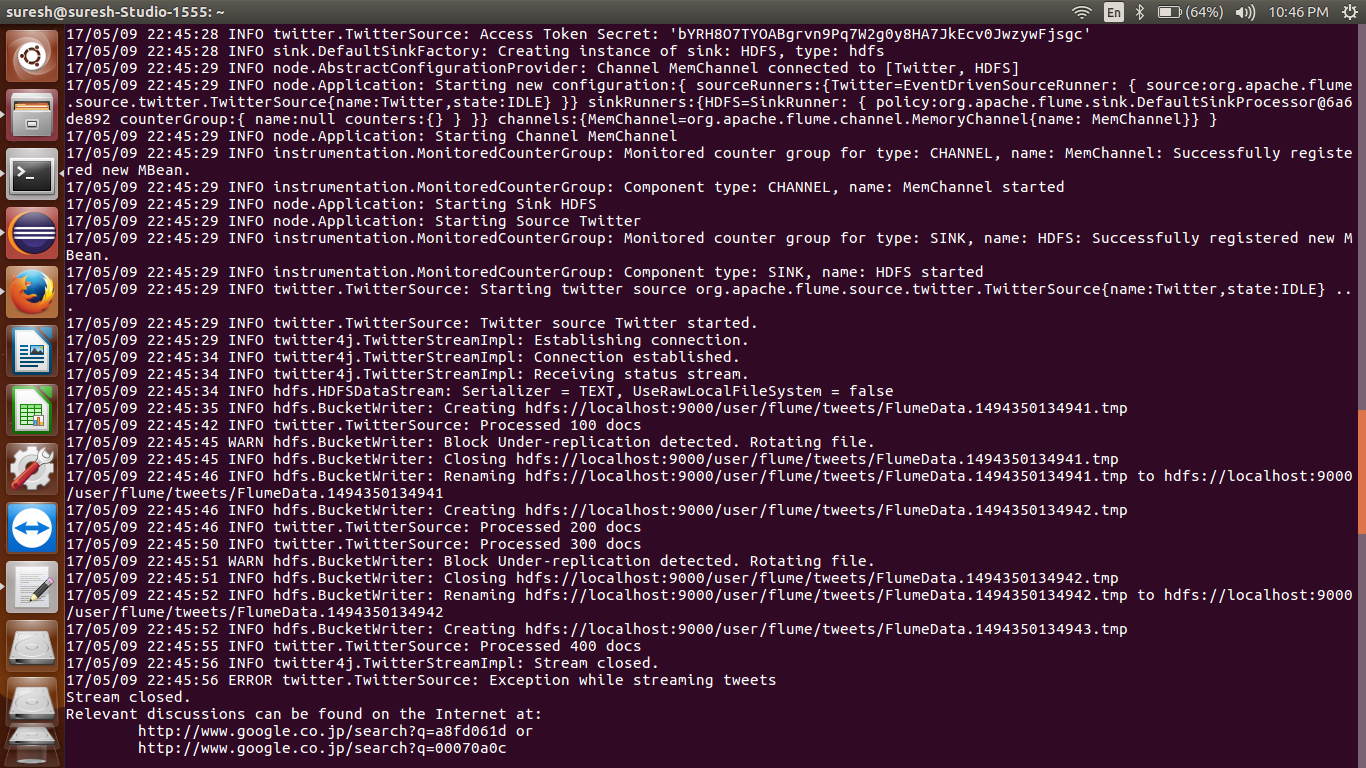 suresh@suresh-Studio-1555: ~
En
(64%)
10:46 PM
17/05/09 22:45:28 INFO twitter.TwitterSource: Access Token Secret: 'bYRH8O7TYOABgrvn9Pq7W2g0y8HA7JkEcv0JwzywFjsgc'
17/05/09 22:45:28 INFO sink.DefaultSinkFactory: Creating instance of sink: HDFS, type: hdfs
17/05/09 22:45:29 INFO node.AbstractConfigurationProvider: Channel MemChannel connected to [Twitter, HDFS]
17/05/09 22:45:29 INFO node.Application: Starting new configuration:{ sourceRunners:{Twitter=EventDrivenSourceRunner: { source:org.apache.flume
.source.twitter.TwitterSource{name:Twitter,state:IDLE} }} sinkRunners:{HDFS=SinkRunner: { policy:org.apache.flume.sink.DefaultSinkProcessor@6a6
de892 counterGroup:{ name:null counters:{} } }} channels:{MemChannel=org.apache.flume.channel.MemoryChannel{name: MemChannel}} }
17/05/09 22:45:29 INFO node.Application: Starting Channel MemChannel
17/05/09 22:45:29 INFO instrumentation.MonitoredCounterGroup: Monitored counter group for type: CHANNEL, name: MemChannel: Successfully registe
red new MBean.
17/05/09 22:45:29 INFO instrumentation.MonitoredCounterGroup: Component type: CHANNEL, name: MemChannel started
17/05/09 22:45:29 INFO node.Application: Starting Sink HDFS
17/05/09 22:45:29 INFO node.Application: Starting Source Twitter
17/05/09 22:45:29 INFO instrumentation.MonitoredCounterGroup: Monitored counter group for type: SINK, name: HDFS: Successfully registered new M
Bean.
17/05/09 22:45:29 INFO instrumentation.MonitoredCounterGroup: Component type: SINK, name: HDFS started
17/05/09 22:45:29 INFO twitter.TwitterSource: Starting twitter source org.apache.flume.source.twitter.TwitterSource{name:Twitter,state:IDLE} ..
.
17/05/09 22:45:29 INFO twitter.TwitterSource: Twitter source Twitter started.
17/05/09 22:45:29 INFO twitter4j.TwitterStreamImpl: Establishing connection.
17/05/09 22:45:34 INFO twitter4j.TwitterStreamImpl: Connection established.
17/05/09 22:45:34 INFO twitter4j.TwitterStreamImpl: Receiving status stream.
17/05/09 22:45:34 INFO hdfs.HDFSDataStream: Serializer = TEXT, UseRawLocalFileSystem = false
17/05/09 22:45:35 INFO hdfs.BucketWriter: Creating hdfs://localhost:9000/user/flume/tweets/FlumeData.1494350134941.tmp
17/05/09 22:45:42 INFO twitter.TwitterSource: Processed 100 docs
17/05/09 22:45:45 WARN hdfs.BucketWriter: Block Under-replication detected. Rotating file.
17/05/09 22:45:45 INFO hdfs.BucketWriter: Closing hdfs://localhost:9000/user/flume/tweets/FlumeData.1494350134941.tmp
17/05/09 22:45:46 INFO hdfs.BucketWriter: Renaming hdfs://localhost:9000/user/flume/tweets/FlumeData.1494350134941.tmp to hdfs://localhost:9000
/user/flume/tweets/FlumeData.1494350134941
17/05/09 22:45:46 INFO hdfs.BucketWriter: Creating hdfs://localhost:9000/user/flume/tweets/FlumeData.1494350134942.tmp
17/05/09 22:45:46 INFO twitter.TwitterSource: Processed 200 docs
17/05/09 22:45:50 INFO twitter.TwitterSource: Processed 300 docs
17/05/09 22:45:51 WARN hdfs.BucketWriter: Block Under-replication detected. Rotating file.
17/05/09 22:45:51 INFO hdfs.BucketWriter: Closing hdfs://localhost:9000/user/flume/tweets/FlumeData.1494350134942.tmp
17/05/09 22:45:52 INFO hdfs.BucketWriter: Renaming hdfs://localhost:9000/user/flume/tweets/FlumeData.1494350134942.tmp to hdfs://localhost:9000
/user/flume/tweets/FlumeData.1494350134942
17/05/09 22:45:52 INFO hdfs.BucketWriter: Creating hdfs://localhost:9000/user/flume/tweets/FlumeData.1494350134943.tmp
17/05/09 22:45:55 INFO twitter.TwitterSource: Processed 400 docs
17/05/09 22:45:56 INFO twitter4j.TwitterStreamImpl: Stream closed.
17/05/09 22:45:56 ERROR twitter.TwitterSource: Exception while streaming tweets
Stream closed.
Relevant discussions can be found on the Internet at:
http://www.google.co.jp/search?q=a8fd061d or
http://www.google.co.jp/search?q=00070a0c